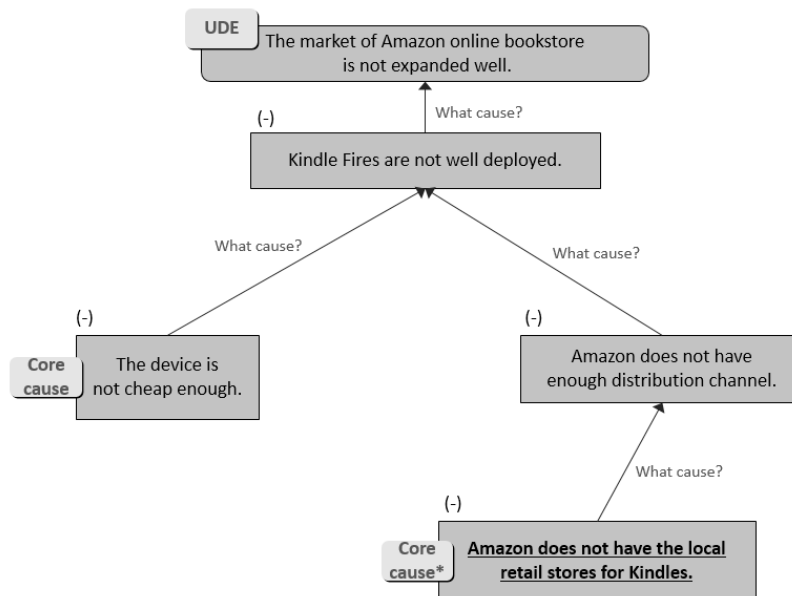 UDE
The market of Amazon online bookstore
is not expanded well.
What cause?
(-)
Kindle Fires are not well deployed.
What cause?
What cause?
(-)
(-)
Core
cause
The device is
not cheap enough.
Amazon does not have
enough distribution channel.
What cause?
(-)
Core
cause*
Amazon does not have the local
retail stores for Kindles.